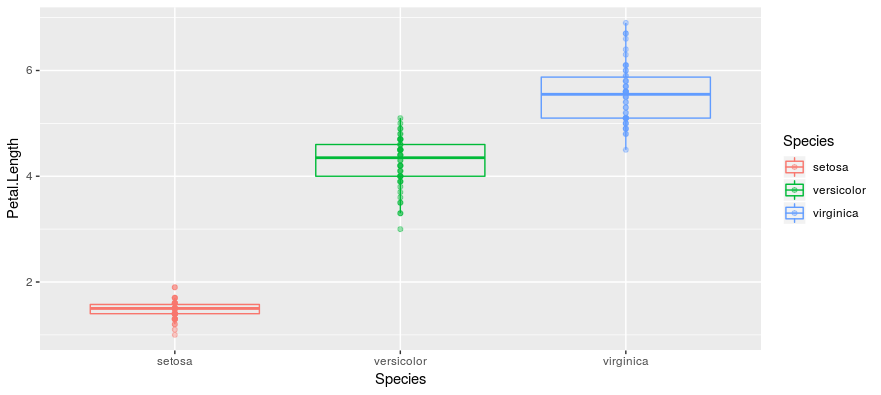 Petal.Length
6
4
2
setosa
versicolor
virginica
Species
Species
setosa
versicolor
virginica